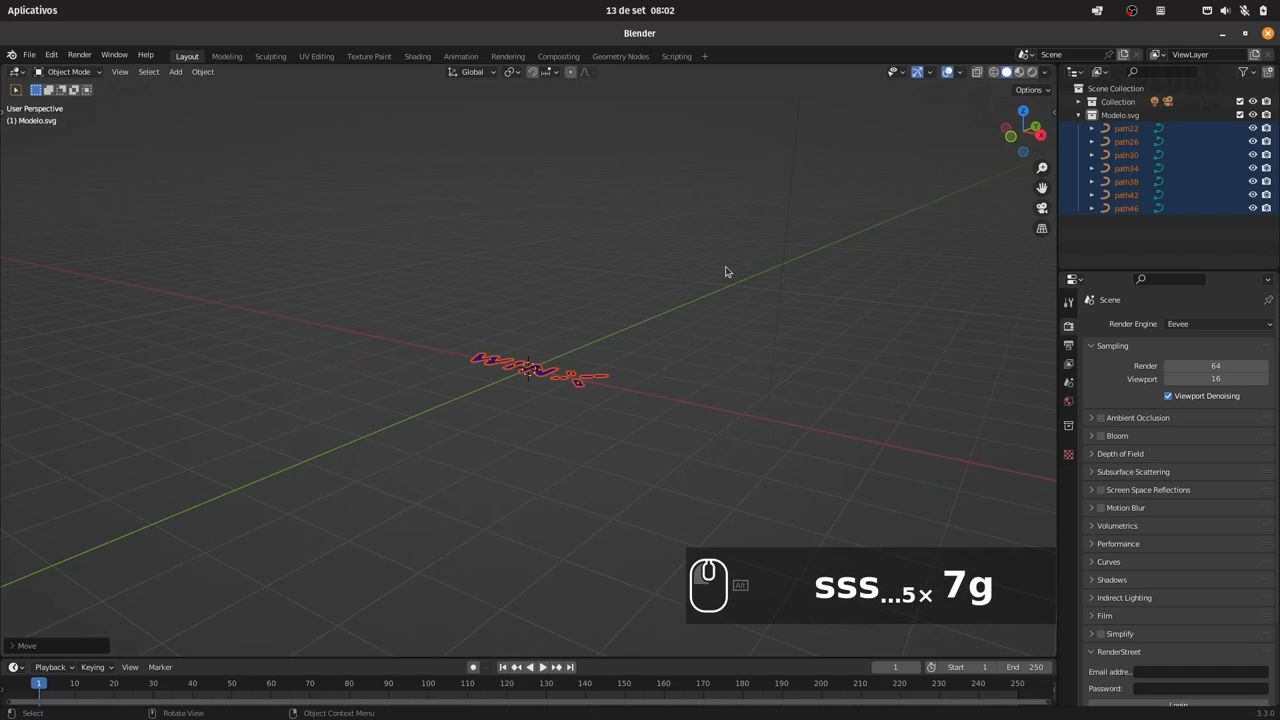 Aplicativos
13 de set 08:02
Blender
File Edit Render Window Help
Layout Modeling Sculpting UV Editing Texture Paint Shading Animation Rendering Compositing Geometry Nodes Scripting +
Scene
ViewLayer
Object Mode View Select Add Object
Global
Options
User Perspective
(1) Modelo.svg
Z
Y
X
Scene Collection
Collection
Modelo.svg
path22
path26
path30
path34
path38
path42
path46
Scene
Render Engine Eevee
Sampling
Render 64
Viewport 16
Viewport Denoising
Ambient Occlusion
Bloom
Depth of Field
Subsurface Scattering
Screen Space Reflections
Motion Blur
Volumetrics
Performance
Curves
Shadows
Indirect Lighting
Film
Simplify
RenderStreet
Email addre..
Password:
Login
Alt
sss...5× 7g
Move
Playback Keying View Marker
1
Start 1
End 250
1 10 20 30 40 50 60 70 80 90 100 110 120 130 140 150 160 170 180 190 200 210 220 230 240 250
Select
Rotate View
Object Context Menu
3.3.0